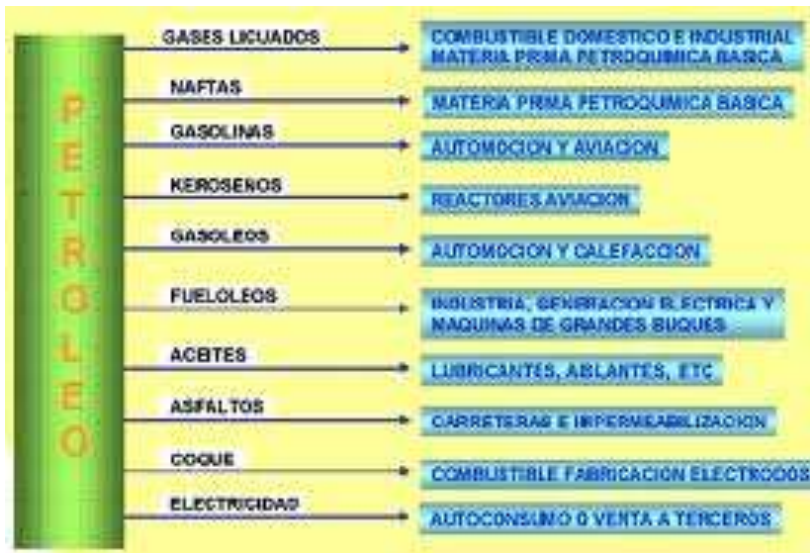 PETROLEO
GASES LICUADOS
COMBUSTIBLE DOMESTICO E INDUSTRIAL
MATERIA PRIMA PETROQUIMICA BASICA
NAFTAS
MATERIA PRIMA PETROQUIMICA BASICA
GASOLINAS
AUTOMOCION Y AVIACION
KEROSENOS
REACTORES AVIACION
GASOLEOS
AUTOMOCION Y CALEFACCION
FUELOLEOS
INDUSTRIA, GENERACION ELECTRICA Y
MAQUINAS DE GRANDES BUQUES
ACEITES
LUBRICANTES, AISLANTES, ETC
ASFALTOS
CARRETERAS E IMPERMEABILIZACION
COQUE
COMBUSTIBLE FABRICACION ELECTRODOS
ELECTRICIDAD
AUTOCONSUMO O VENTA A TERCEROS